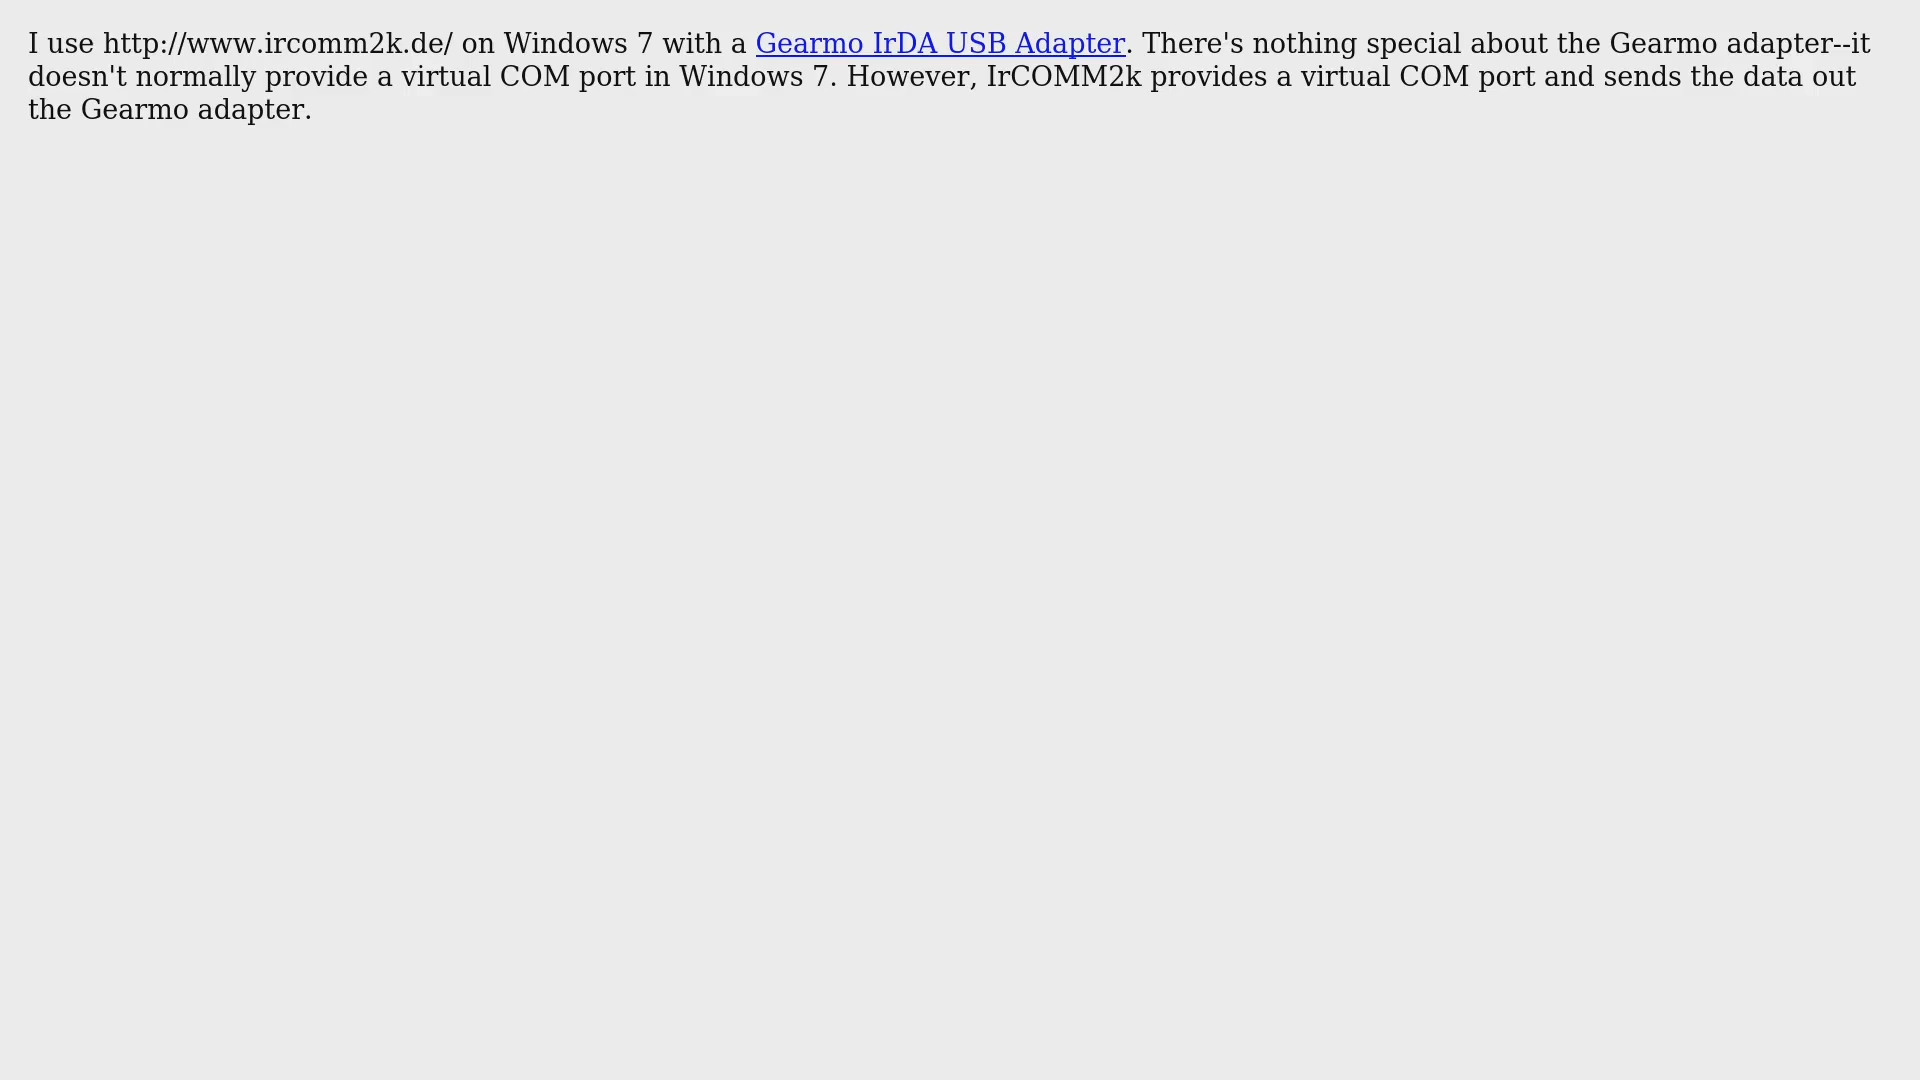 I use http://www.ircomm2k.de/ on Windows 7 with a Gearmo IrDA USB Adapter. There's nothing special about the Gearmo adapter--it
doesn't normally provide a virtual COM port in Windows 7. However, IrCOMM2k provides a virtual COM port and sends the data out
the Gearmo adapter.